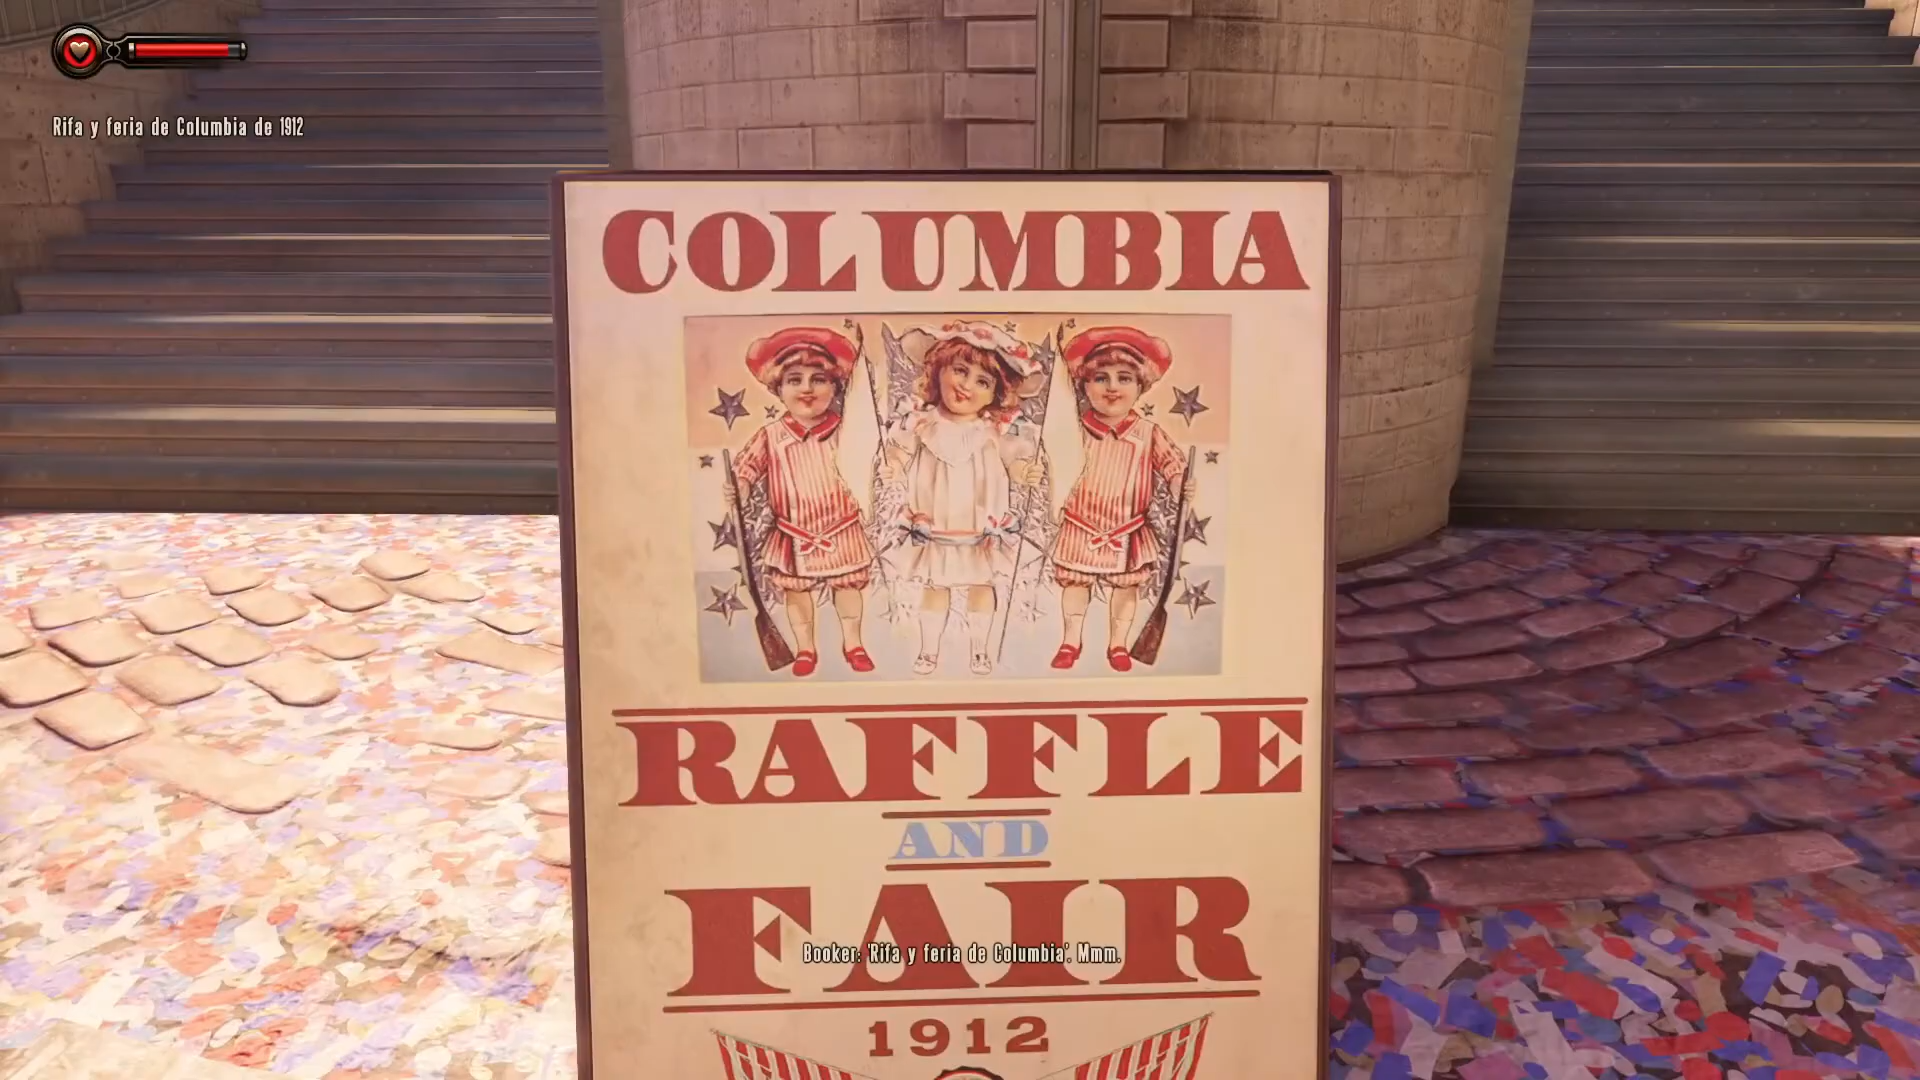 Rifa y feria de Columbia de 1912
COLUMBIA
RAFFLE
AND
FAIR
Booker: 'Rifa y feria de Columbia'. Mmm.
1912